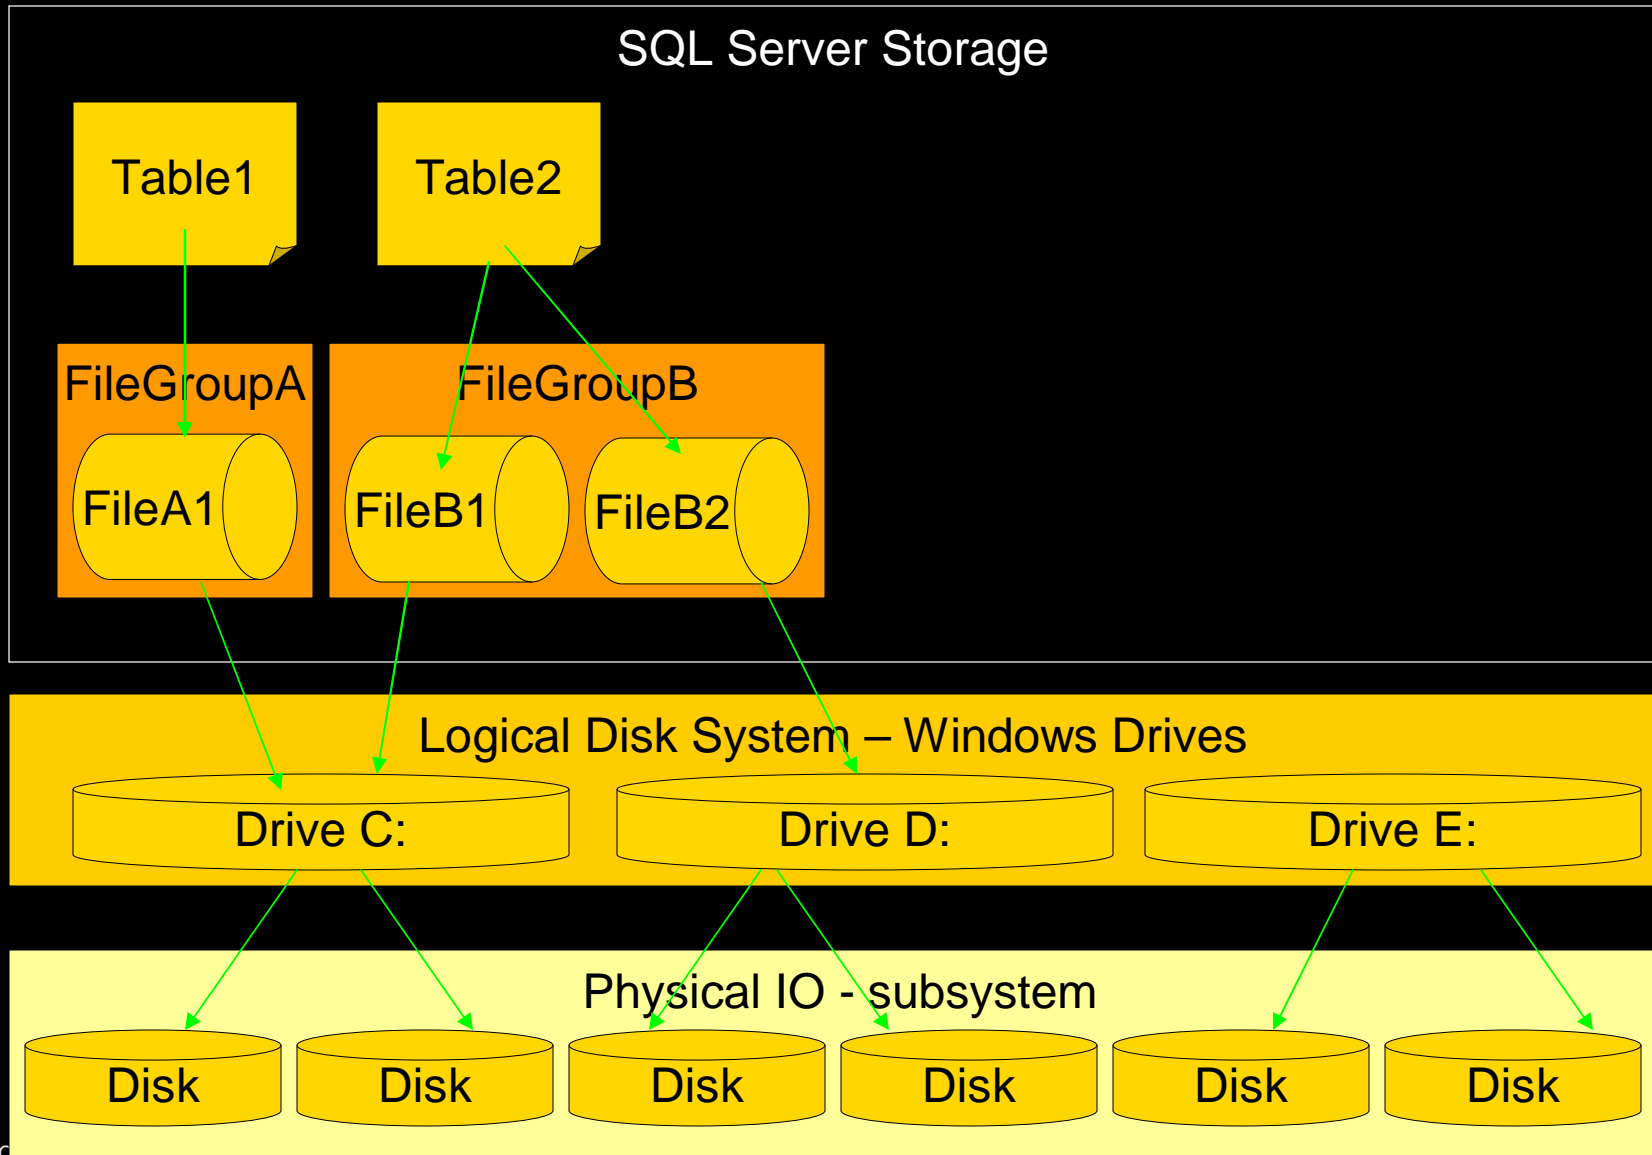 SQL Server Storage
Table1
Table2
FileGroupA
FileGroupB
FileA1
FileB1
FileB2
Logical Disk System – Windows Drives
Drive C:
Drive D:
Drive E:
Physical IO - subsystem
Disk
Disk
Disk
Disk
Disk
Disk